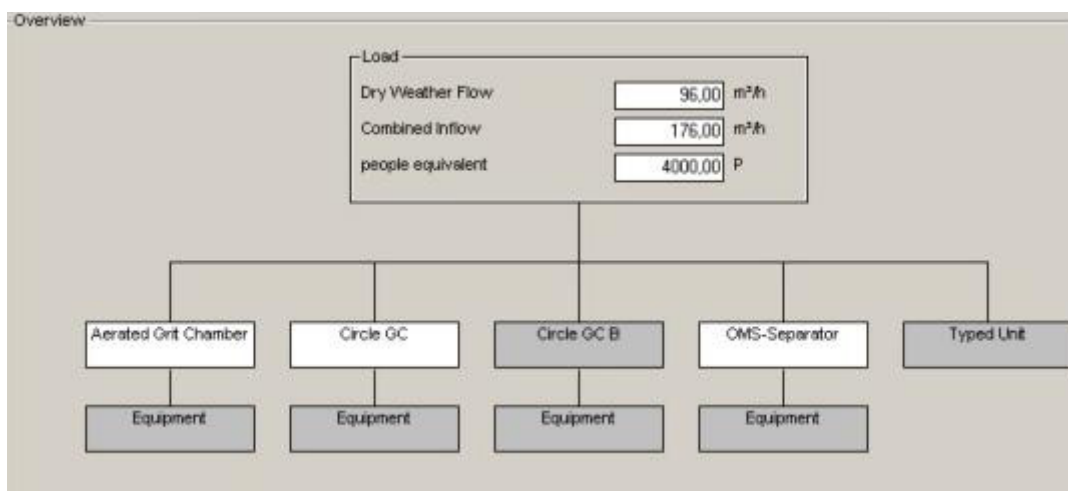 Overview
Load
Dry Weather Flow 96,00 m³/h
Combined Inflow 176,00 m³/h
people equivalent 4000,00 P
Aerated Grit Chamber Circle GC Circle GC B OMS-Separator Typed Unit
Equipment Equipment Equipment Equipment